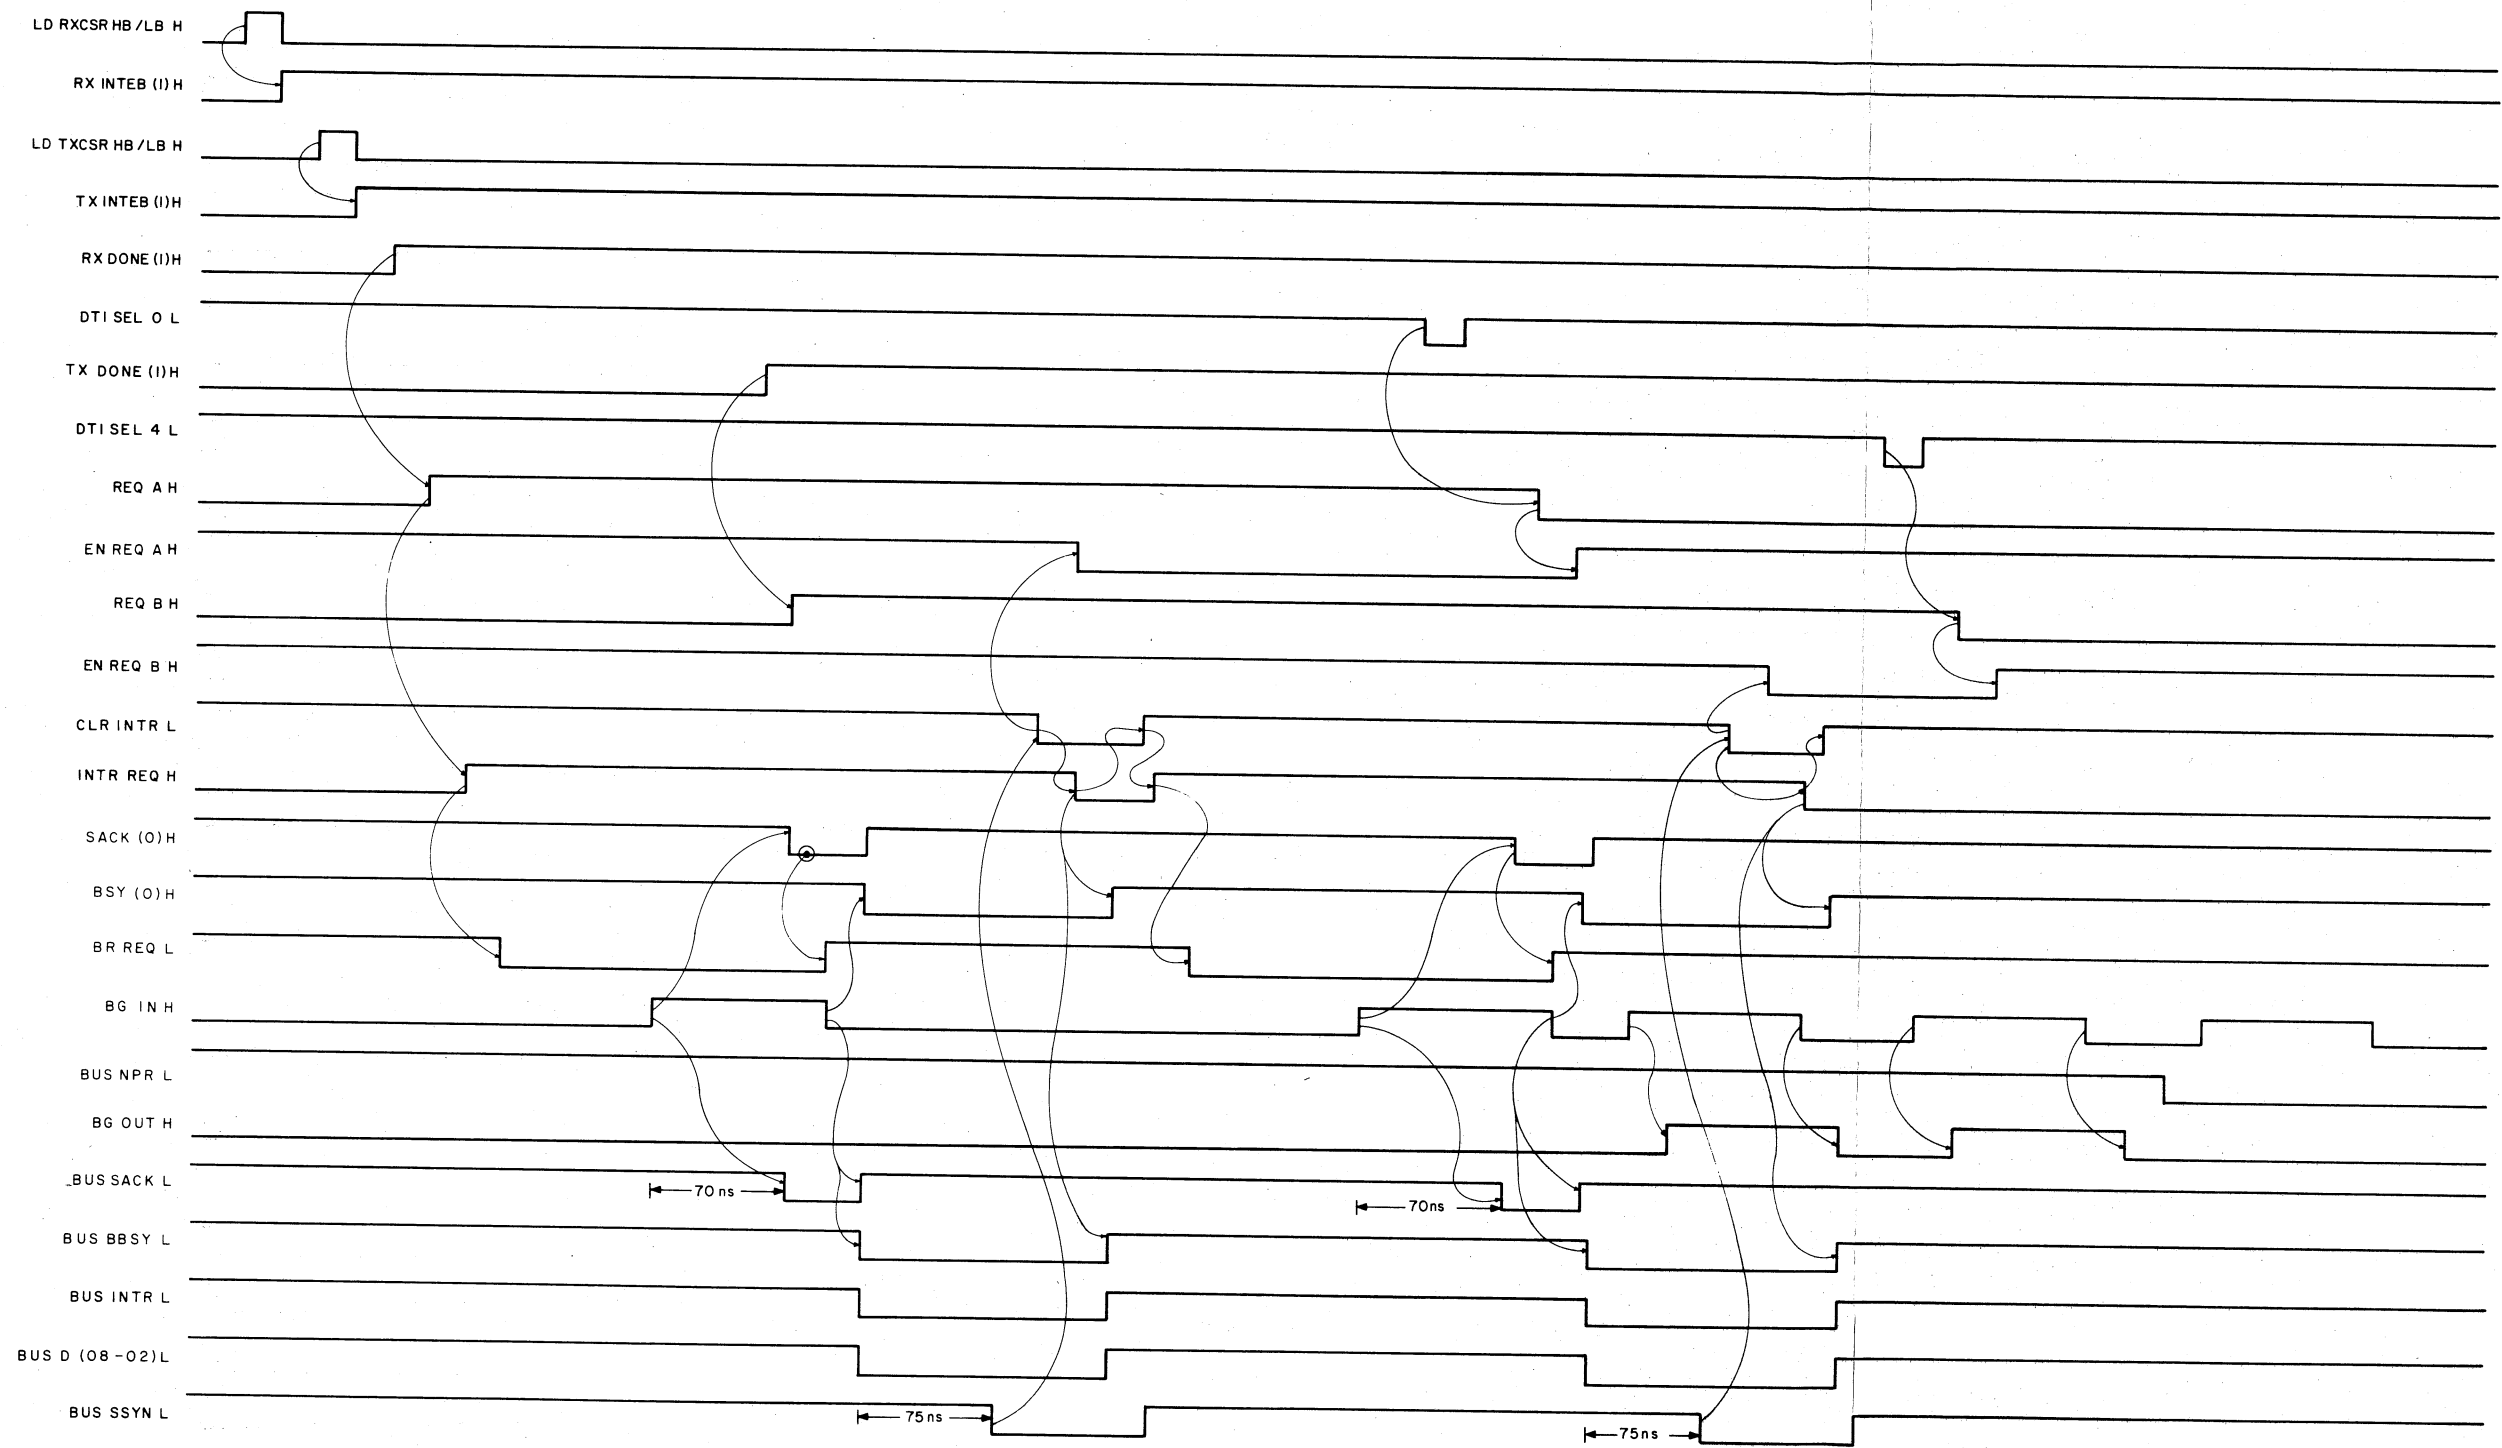 LD RXCSR HB/LB H
RX INTEB (1) H
LD TXCSR HB/LB H
TX INTEB (1) H
RX DONE (1) H
DTI SEL 0 L
TX DONE (1) H
DTI SEL 4 L
REQ A H
EN REQ A H
REQ B H
EN REQ B H
CLR INTR L
INTR REQ H
SACK (0) H
BSY (0) H
BR REQ L
BG IN H
BUS NPR L
BG OUT H
BUS SACK L
70 ns
70ns
BUS BBSY L
BUS INTR L
BUS D (08-02) L
BUS SSYN L
75 ns
75ns